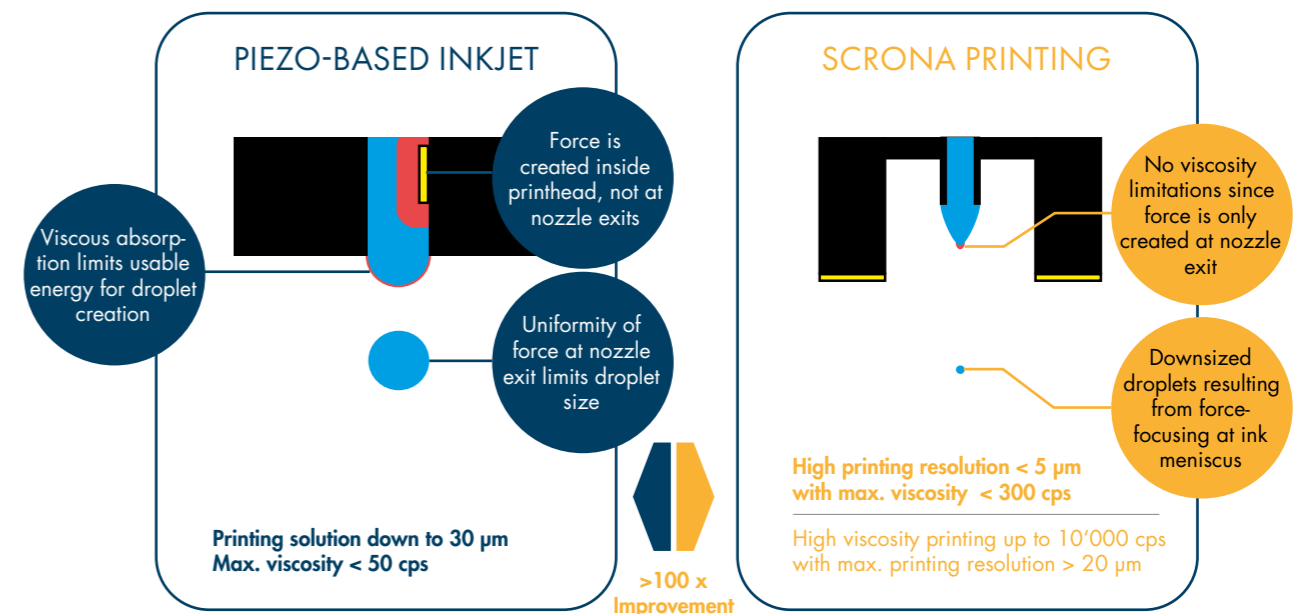 PIEZO-BASED INKJET
Force is
created inside
printhead, not at
nozzle exits
Viscous absorp-
tion limits usable
energy for droplet
creation
Uniformity of
force at nozzle
exit limits droplet
size
Printing solution down to 30 µm
Max. viscosity < 50 cps
>100 x
Improvement
SCRONA PRINTING
No viscosity
limitations since
force is only
created at nozzle
exit
Downsized
droplets resulting
from force-
focusing at ink
meniscus
High printing resolution < 5 µm
with max. viscosity < 300 cps
High viscosity printing up to 10’000 cps
with max. printing resolution > 20 µm